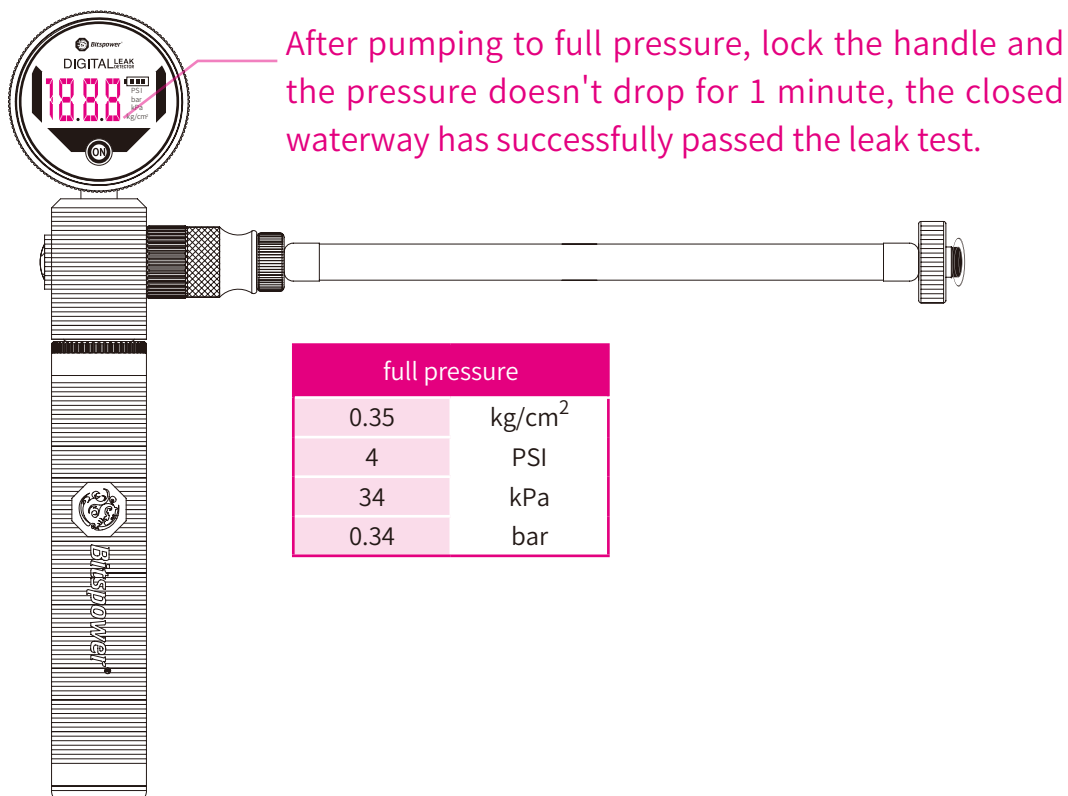 Bitspower
DIGITAL LEAK DETECTOR
18.8.8
PSI
bar
kPa
kg/cm²
ON
After pumping to full pressure, lock the handle and
the pressure doesn't drop for 1 minute, the closed
waterway has successfully passed the leak test.
full pressure
0.35 kg/cm²
4 PSI
34 kPa
0.34 bar
Bitspower®